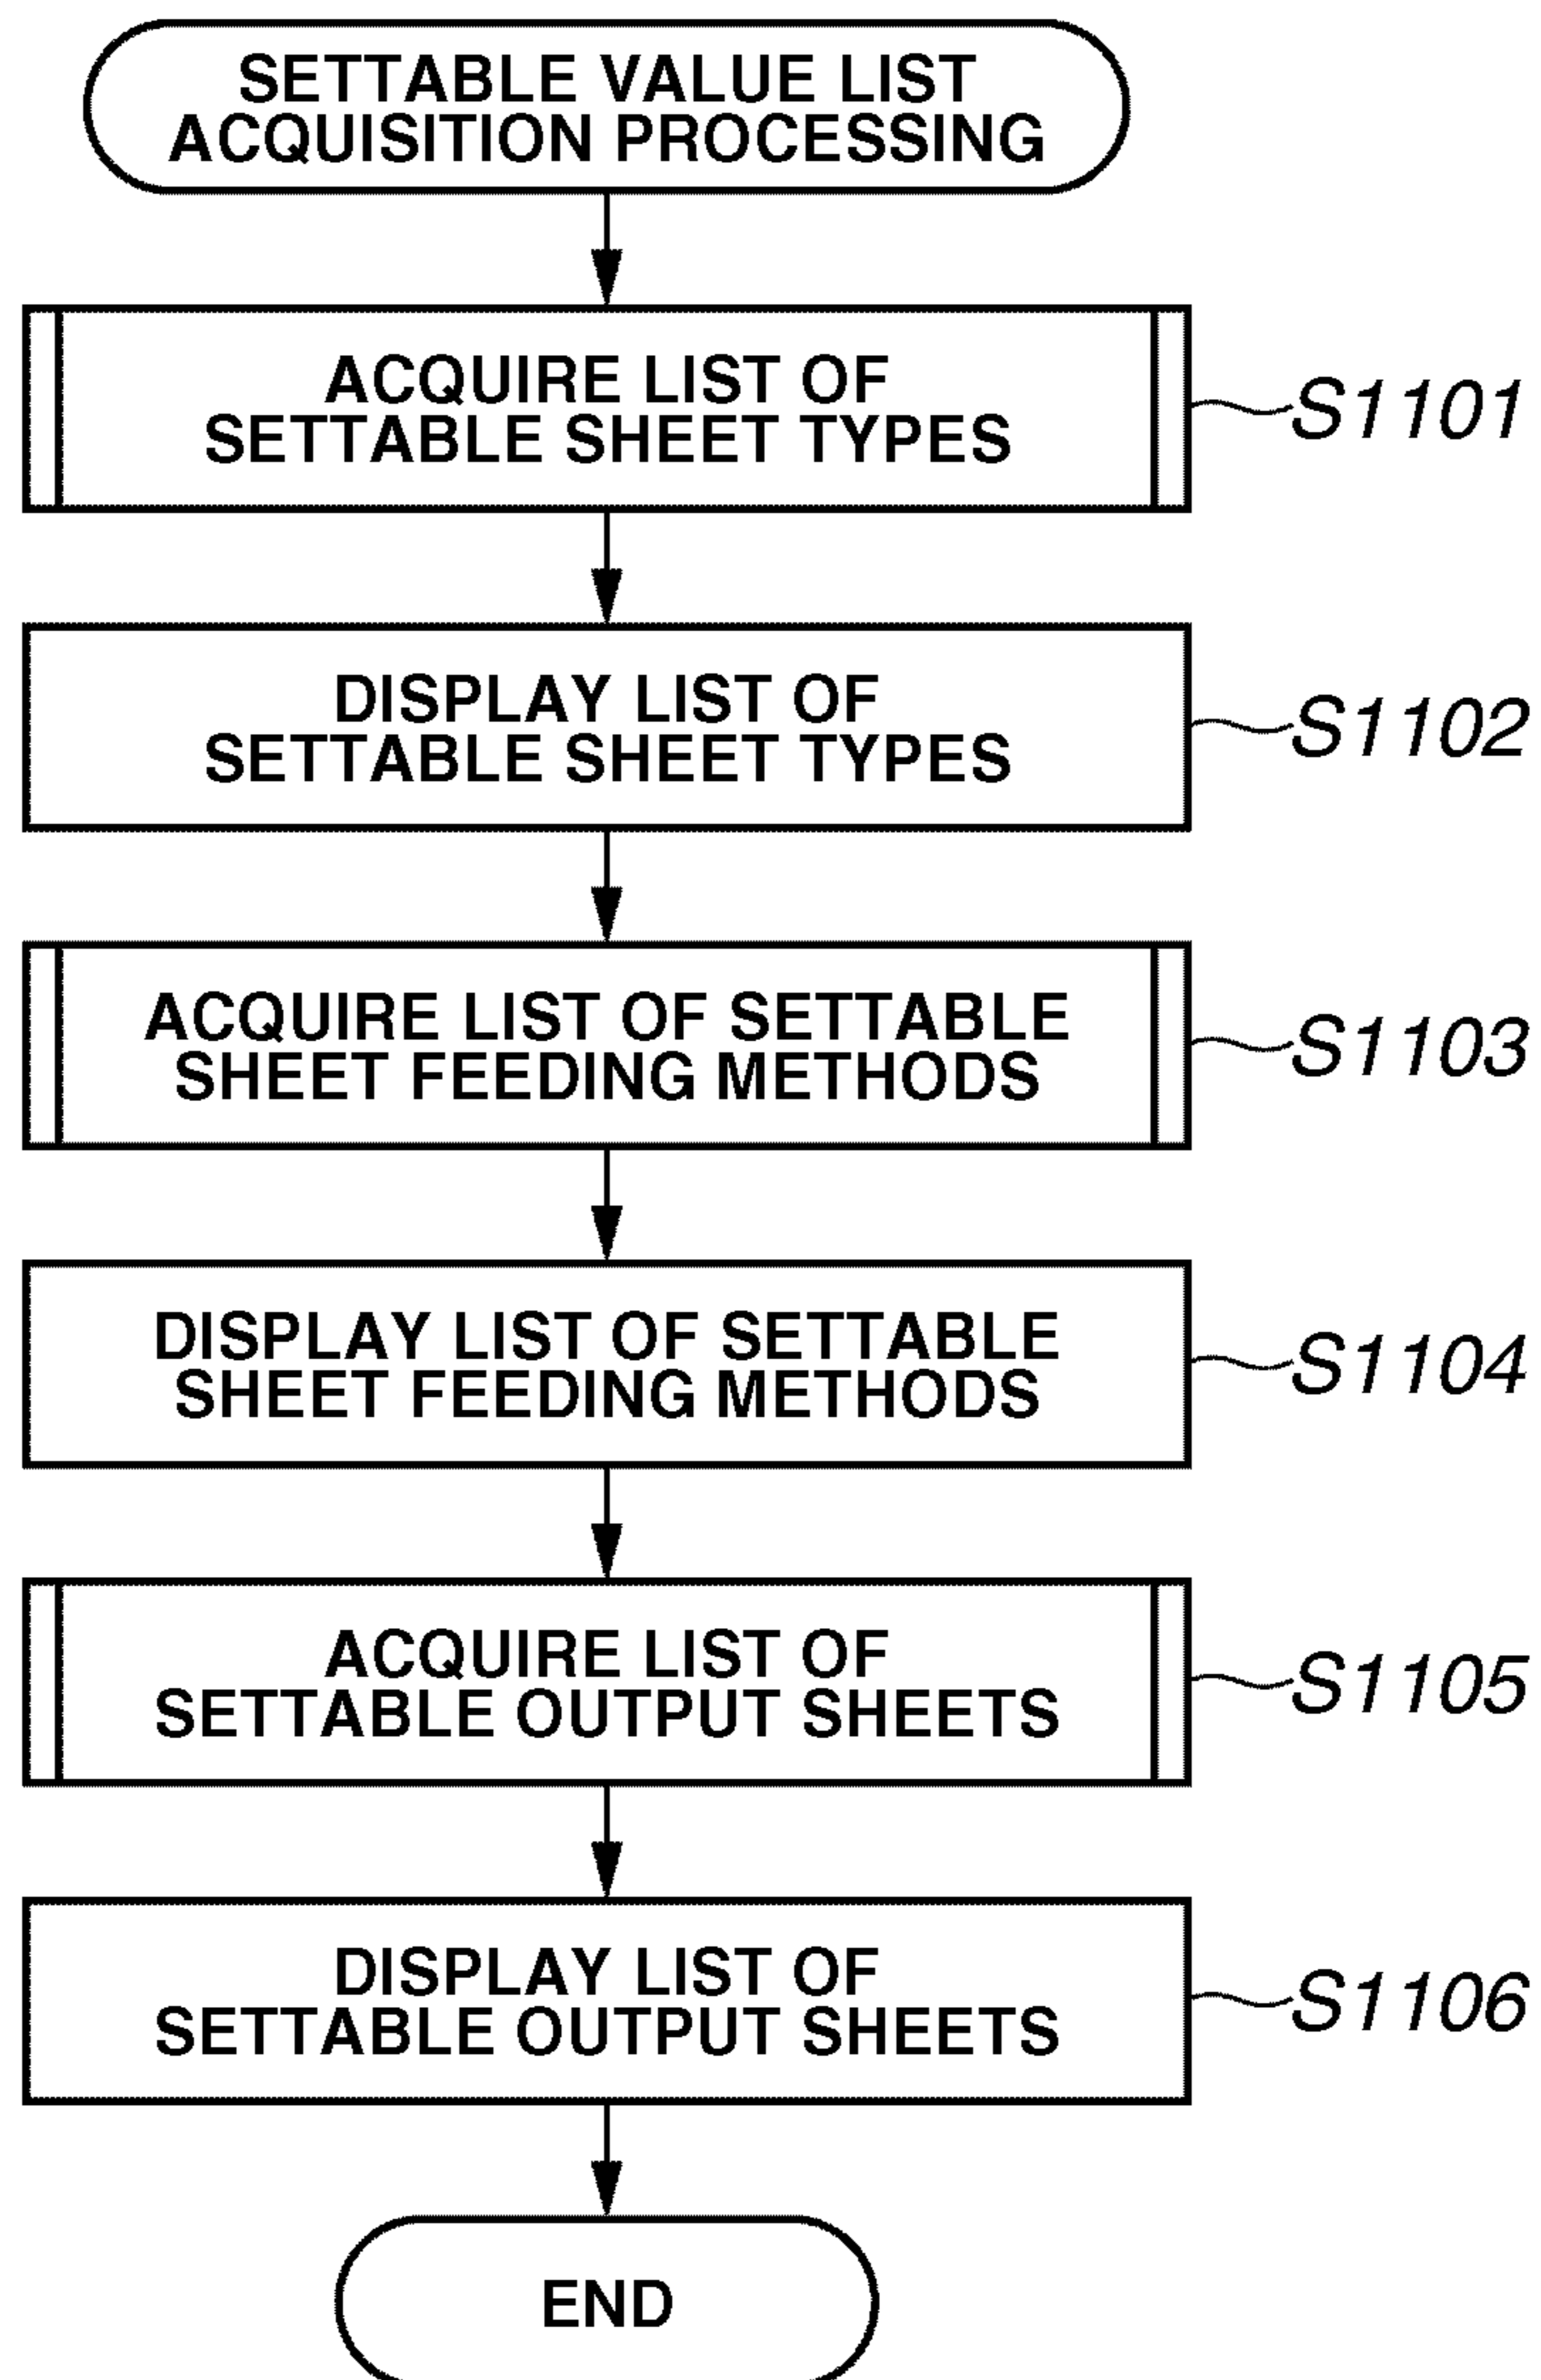 SETTABLE VALUE LIST
ACQUISITION PROCESSING
ACQUIRE LIST OF
SETTABLE SHEET TYPES
S1101
DISPLAY LIST OF
SETTABLE SHEET TYPES
S1102
ACQUIRE LIST OF SETTABLE
SHEET FEEDING METHODS
S1103
DISPLAY LIST OF SETTABLE
SHEET FEEDING METHODS
S1104
ACQUIRE LIST OF
SETTABLE OUTPUT SHEETS
S1105
DISPLAY LIST OF
SETTABLE OUTPUT SHEETS
S1106
END